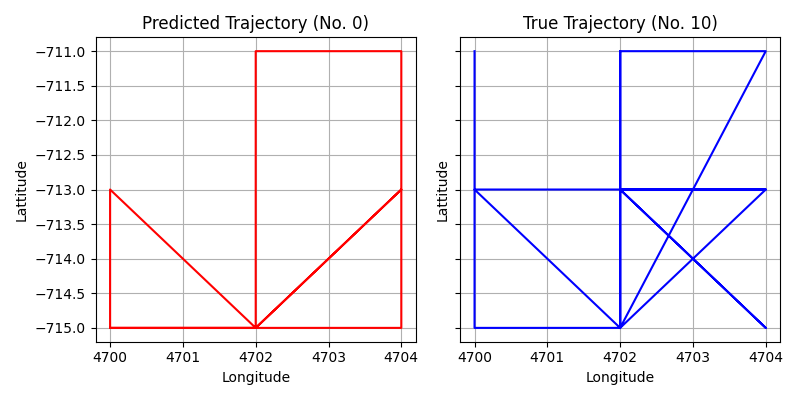 Predicted Trajectory (No. 0)
True Trajectory (No. 10)
Lattitude
−711.0
−711.5
−712.0
−712.5
−713.0
−713.5
−714.0
−714.5
−715.0
4700 4701 4702 4703 4704
Longitude
Lattitude
4700 4701 4702 4703 4704
Longitude